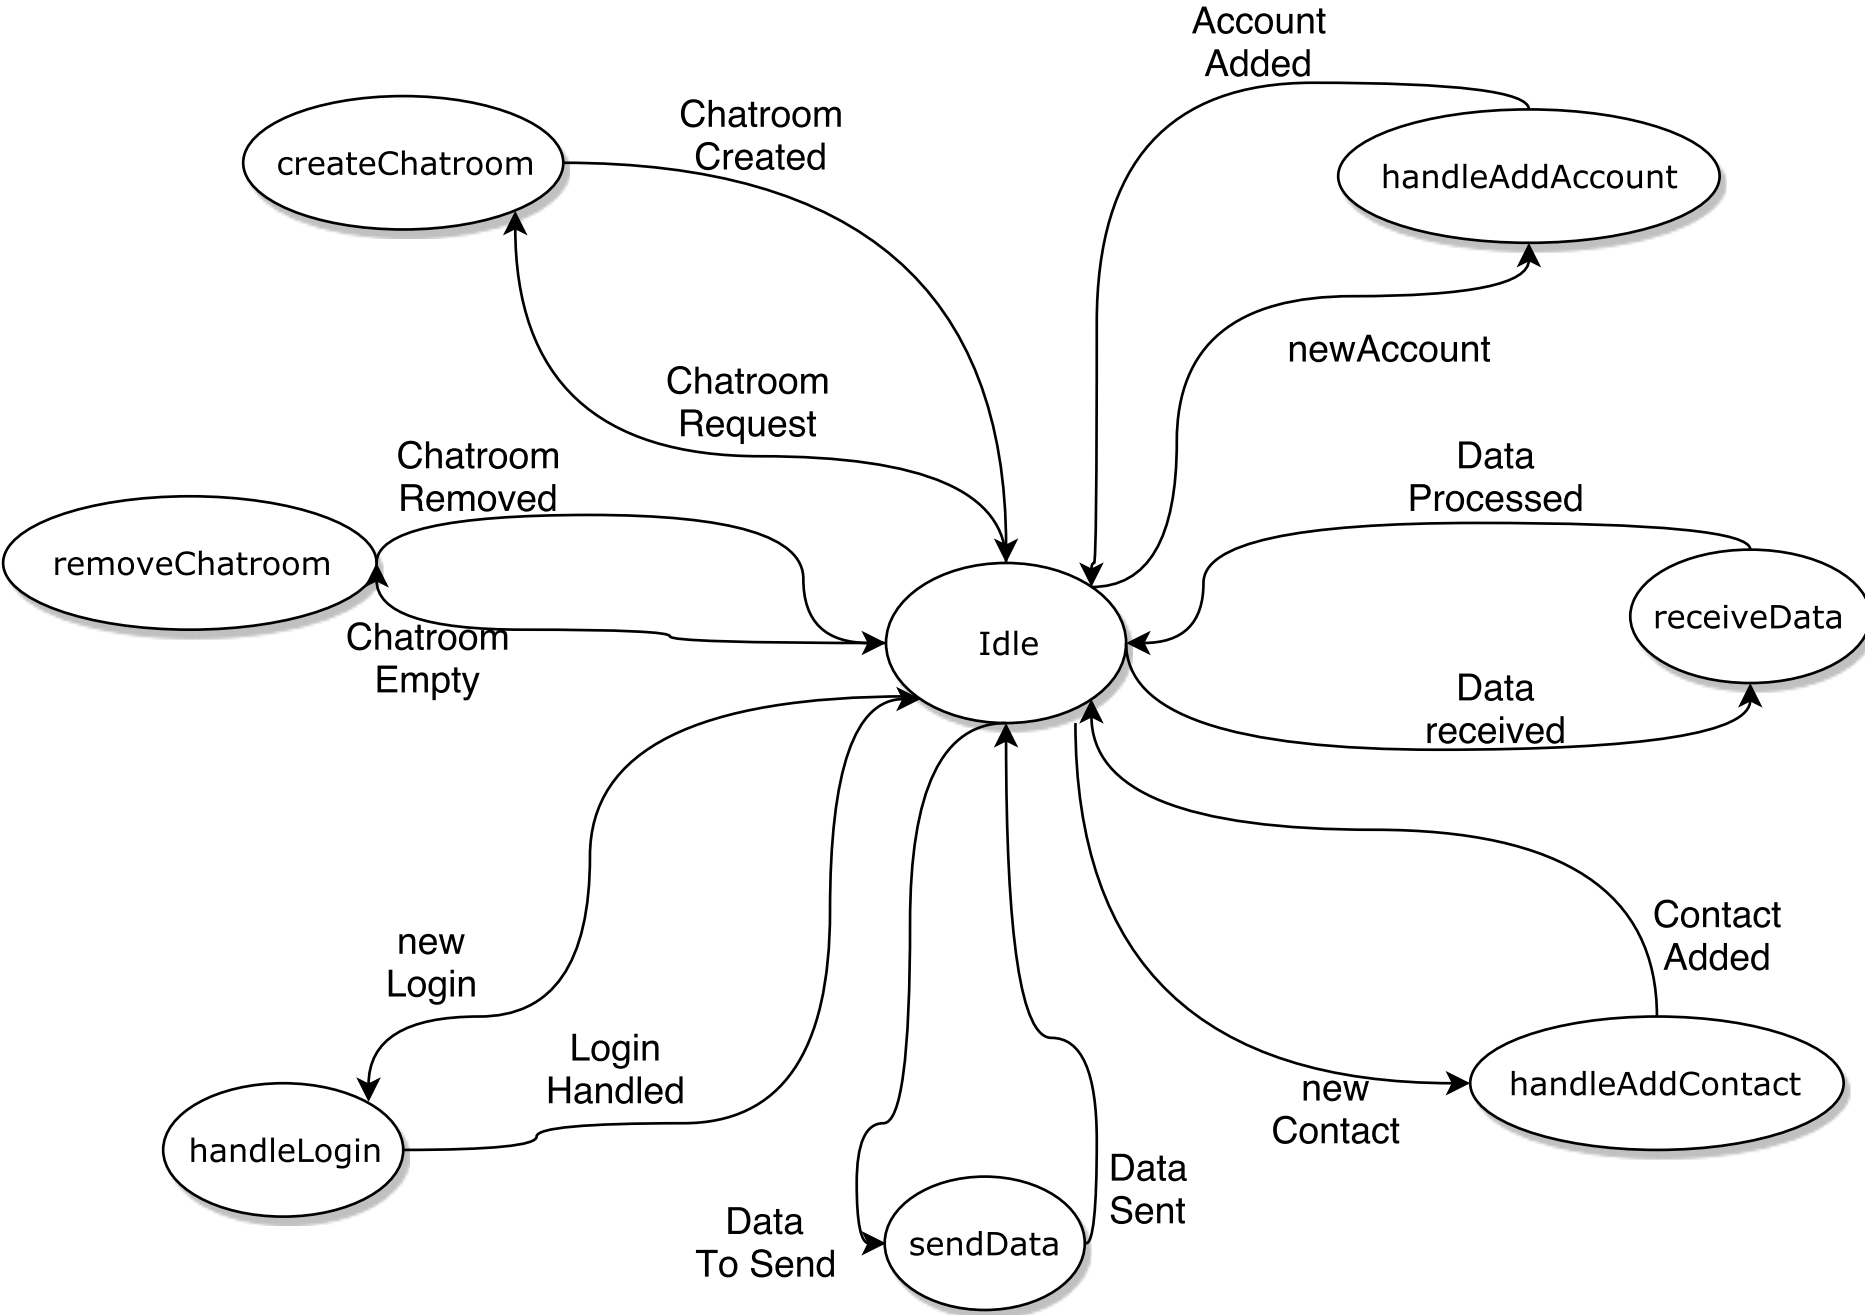 Account
Added
Chatroom
Created
createChatroom
handleAddAccount
newAccount
Chatroom
Request
Chatroom
Removed
Data
Processed
removeChatroom
receiveData
Idle
Chatroom
Empty
Data
received
Contact
Added
new
Login
Login
Handled
new
Contact
handleAddContact
handleLogin
Data
Sent
Data
To Send
sendData